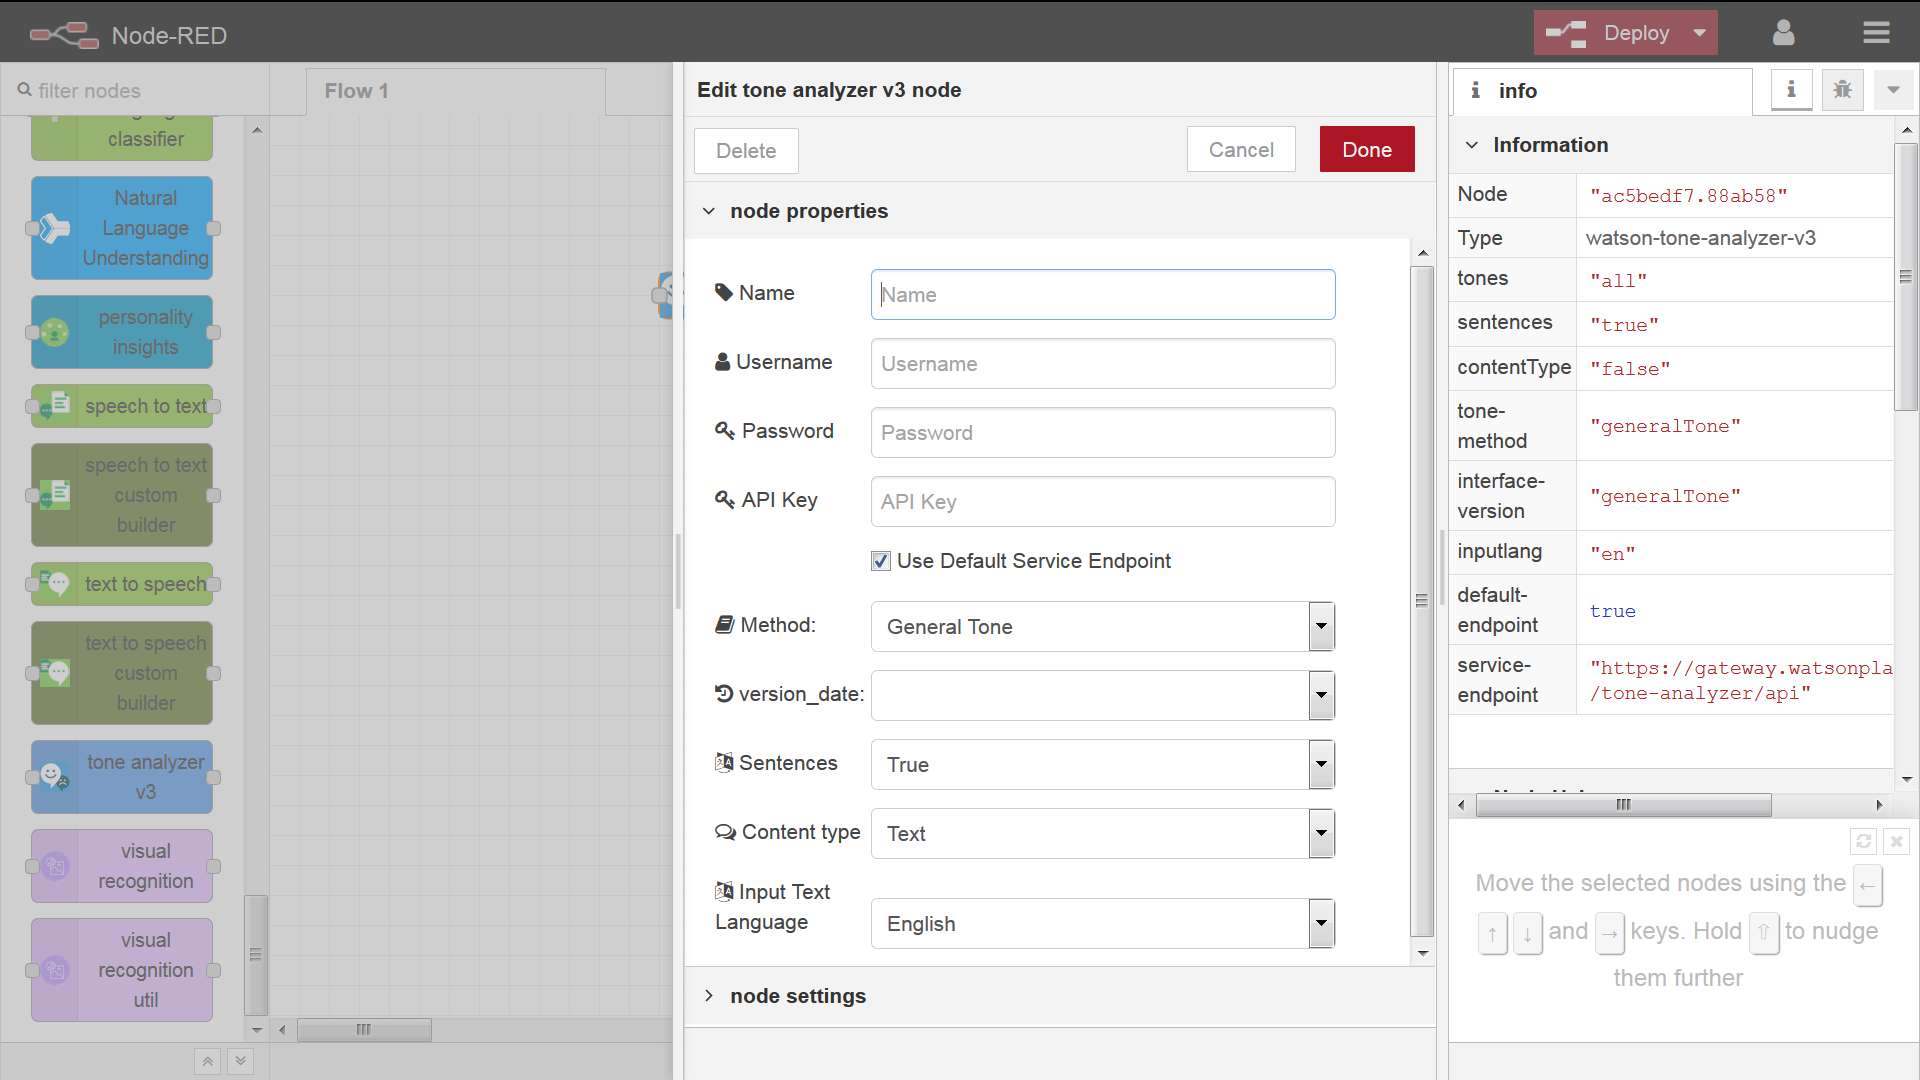 Node-RED
Deploy
filter nodes
classifier
Natural
Language
Understanding
personality
insights
speech to text
speech to text
custom
builder
text to speech
text to speech
custom
builder
tone analyzer
v3
visual
recognition
visual
recognition
util
Flow 1
Edit tone analyzer v3 node
Delete
Cancel
Done
node properties
Name
Name
Username
Username
Password
Password
API Key
API Key
Use Default Service Endpoint
Method:
General Tone
version_date:
Sentences
True
Content type
Text
Input Text
Language
English
node settings
i info
i
Information
Node "ac5bedf7.88ab58"
Type watson-tone-analyzer-v3
tones "all"
sentences "true"
contentType "false"
tone-
method
"generalTone"
interface-
version
"generalTone"
inputlang "en"
default-
endpoint
true
service-
endpoint
"https://gateway.watsonpla
/tone-analyzer/api"
Move the selected nodes using the ←
↑ ↓ and → keys. Hold ⇧ to nudge
them further